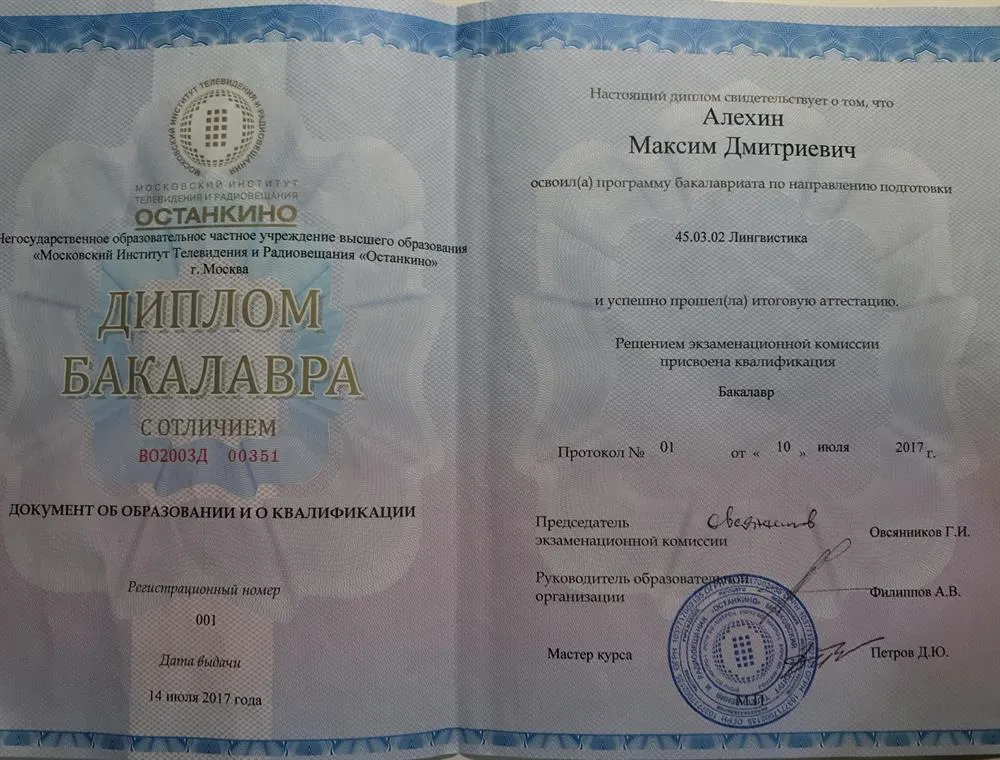 МОСКОВСКИЙ ИНСТИТУТ ТЕЛЕВИДЕНИЯ И РАДИОВЕЩАНИЯ
МОСКОВСКИЙ ИНСТИТУТ
ТЕЛЕВИДЕНИЯ И РАДИОВЕЩАНИЯ
ОСТАНКИНО
Негосударственное образовательное частное учреждение высшего образования
«Московский Институт Телевидения и Радиовещания «Останкино»
г. Москва
ДИПЛОМ
БАКАЛАВРА
С ОТЛИЧИЕМ
ВО2003Д 00351
ДОКУМЕНТ ОБ ОБРАЗОВАНИИ И О КВАЛИФИКАЦИИ
Регистрационный номер
001
Дата выдачи
14 июля 2017 года
Настоящий диплом свидетельствует о том, что
Алехин
Максим Дмитриевич
освоил(а) программу бакалавриата по направлению подготовки
45.03.02 Лингвистика
и успешно прошел(ла) итоговую аттестацию.
Решением экзаменационной комиссии
присвоена квалификация
Бакалавр
Протокол № 01 от « 10 » июля 2017 г.
Председатель
экзаменационной комиссии
Овсянников Г.И.
Руководитель образовательной
организации
Филиппов А.В.
Мастер курса
Петров Д.Ю.
МП